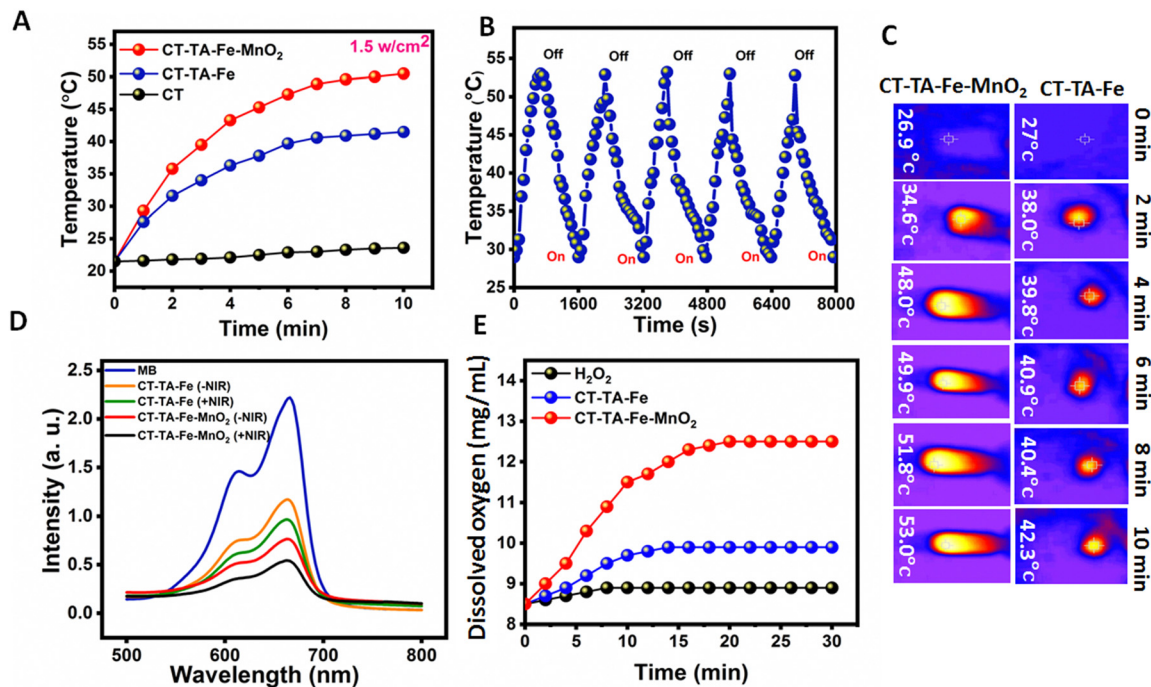 A
CT-TA-Fe-MnO₂
CT-TA-Fe
CT
1.5 w/cm²
Temperature (°C)
55
50
45
40
35
30
25
20
0 2 4 6 8 10
Time (min)
B
Off Off Off Off Off
On On On On On
Temperature (°C)
55
50
45
40
35
30
25
0 1600 3200 4800 6400 8000
Time (s)
C
CT-TA-Fe-MnO₂ CT-TA-Fe
26.9°C 27° 0 min
34.6°C 38.0°C 2 min
48.0°C 39.8°C 4 min
49.9°C 40.9°C 6 min
51.8°C 40.4°C 8 min
53.0°C 42.3°C 10 min
D
MB
CT-TA-Fe (-NIR)
CT-TA-Fe (+NIR)
CT-TA-Fe-MnO₂ (-NIR)
CT-TA-Fe-MnO₂ (+NIR)
Intensity (a. u.)
2.5
2.0
1.5
1.0
0.5
0.0
500 600 700 800
Wavelength (nm)
E
H₂O₂
CT-TA-Fe
CT-TA-Fe-MnO₂
Dissolved oxygen (mg/mL)
14
13
12
11
10
9
8
0 5 10 15 20 25 30
Time (min)